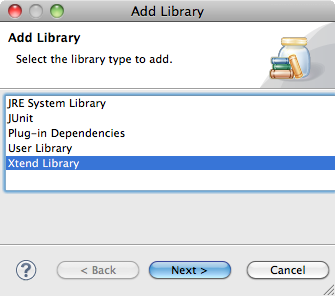 Add Library
Add Library
Select the library type to add.
JRE System Library
JUnit
Plug-in Dependencies
User Library
Xtend Library
?
< Back
Next >
Cancel